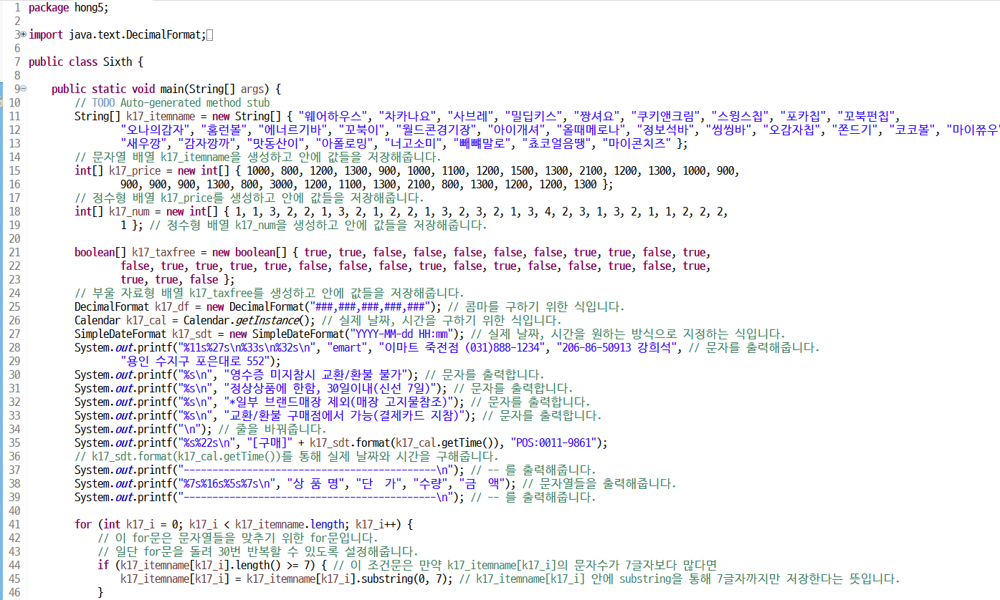 1 package hong5;
2
3 import java.text.DecimalFormat;
6
7 public class Sixth {
8
9 public static void main(String[] args) {
10 // TODO Auto-generated method stub
11 String[] k17_itemname = new String[] { "웨어하우스", "차카나요", "사브레", "밀딥키스", "짱셔요", "쿠키앤크림", "스윙스칩", "포카칩", "꼬북펀칩",
12 "오나의감자", "홈런볼", "에너르기바", "꼬북이", "월드콘경기장", "아이개셔", "올때메로나", "정보석바", "씽씽바", "오감자칩", "쫀드기", "코코볼", "마이쮸우"
13 "새우깡", "감자깡까", "맛동산이", "아폴로밍", "너고소미", "빼빼말로", "쵸코얼음땡", "마이콘치즈" };
14 // 문자열 배열 k17_itemname을 생성하고 안에 값들을 저장해줍니다.
15 int[] k17_price = new int[] { 1000, 800, 1200, 1300, 900, 1000, 1100, 1200, 1500, 1300, 2100, 1200, 1300, 1000, 900,
16 900, 900, 900, 1300, 800, 3000, 1200, 1100, 1300, 2100, 800, 1300, 1200, 1200, 1300 };
17 // 정수형 배열 k17_price를 생성하고 안에 값들을 저장해줍니다.
18 int[] k17_num = new int[] { 1, 1, 3, 2, 2, 1, 3, 2, 1, 2, 2, 1, 3, 2, 3, 2, 1, 3, 4, 2, 3, 1, 3, 2, 1, 1, 2, 2, 2,
19 1 }; // 정수형 배열 k17_num을 생성하고 안에 값들을 저장해줍니다.
20
21 boolean[] k17_taxfree = new boolean[] { true, true, false, false, false, false, false, true, true, false, true,
22 false, true, true, true, true, false, false, false, true, false, true, false, false, true, false, true,
23 true, true, false };
24 // 부울 자료형 배열 k17_taxfree를 생성하고 안에 값들을 저장해줍니다.
25 DecimalFormat k17_df = new DecimalFormat("###,###,###,###,###"); // 콤마를 구하기 위한 식입니다.
26 Calendar k17_cal = Calendar.getInstance(); // 실제 날짜, 시간을 구하기 위한 식입니다.
27 SimpleDateFormat k17_sdt = new SimpleDateFormat("YYYY-MM-dd HH:mm"); // 실제 날짜, 시간을 원하는 방식으로 지정하는 식입니다.
28 System.out.printf("%11s%27s\n%33s\n%32s\n", "emart", "이마트 죽전점 (031)888-1234", "206-86-50913 강희석", // 문자를 출력해줍니다.
29 "용인 수지구 포은대로 552");
30 System.out.printf("%s\n", "영수증 미지참시 교환/환불 불가"); // 문자를 출력합니다.
31 System.out.printf("%s\n", "정상상품에 한함, 30일이내(신선 7일)"); // 문자를 출력합니다.
32 System.out.printf("%s\n", "*일부 브랜드매장 제외(매장 고지물참조)"); // 문자를 출력합니다.
33 System.out.printf("%s\n", "교환/환불 구매점에서 가능(결제카드 지참)"); // 문자를 출력합니다.
34 System.out.printf("\n"); // 줄을 바꿔줍니다.
35 System.out.printf("%s%22s\n", "[구매]" + k17_sdt.format(k17_cal.getTime()), "POS:0011-9861");
36 // k17_sdt.format(k17_cal.getTime())를 통해 실제 날짜와 시간을 구해줍니다.
37 System.out.printf("--------------------------------------------\n"); // -- 를 출력해줍니다.
38 System.out.printf("%7s%16s%5s%7s\n", "상 품 명", "단  가", "수량", "금  액"); // 문자열들을 출력해줍니다.
39 System.out.printf("--------------------------------------------\n"); // -- 를 출력해줍니다.
40
41 for (int k17_i = 0; k17_i < k17_itemname.length; k17_i++) {
42 // 이 for문은 문자열들을 맞추기 위한 for문입니다.
43 // 일단 for문을 돌려 30번 반복할 수 있도록 설정해줍니다.
44 if (k17_itemname[k17_i].length() >= 7) { // 이 조건문은 만약 k17_itemname[k17_i]의 문자수가 7글자보다 많다면
45 k17_itemname[k17_i] = k17_itemname[k17_i].substring(0, 7); // k17_itemname[k17_i] 안에 substring을 통해 7글자까지만 저장한다는 뜻입니다.
46 }